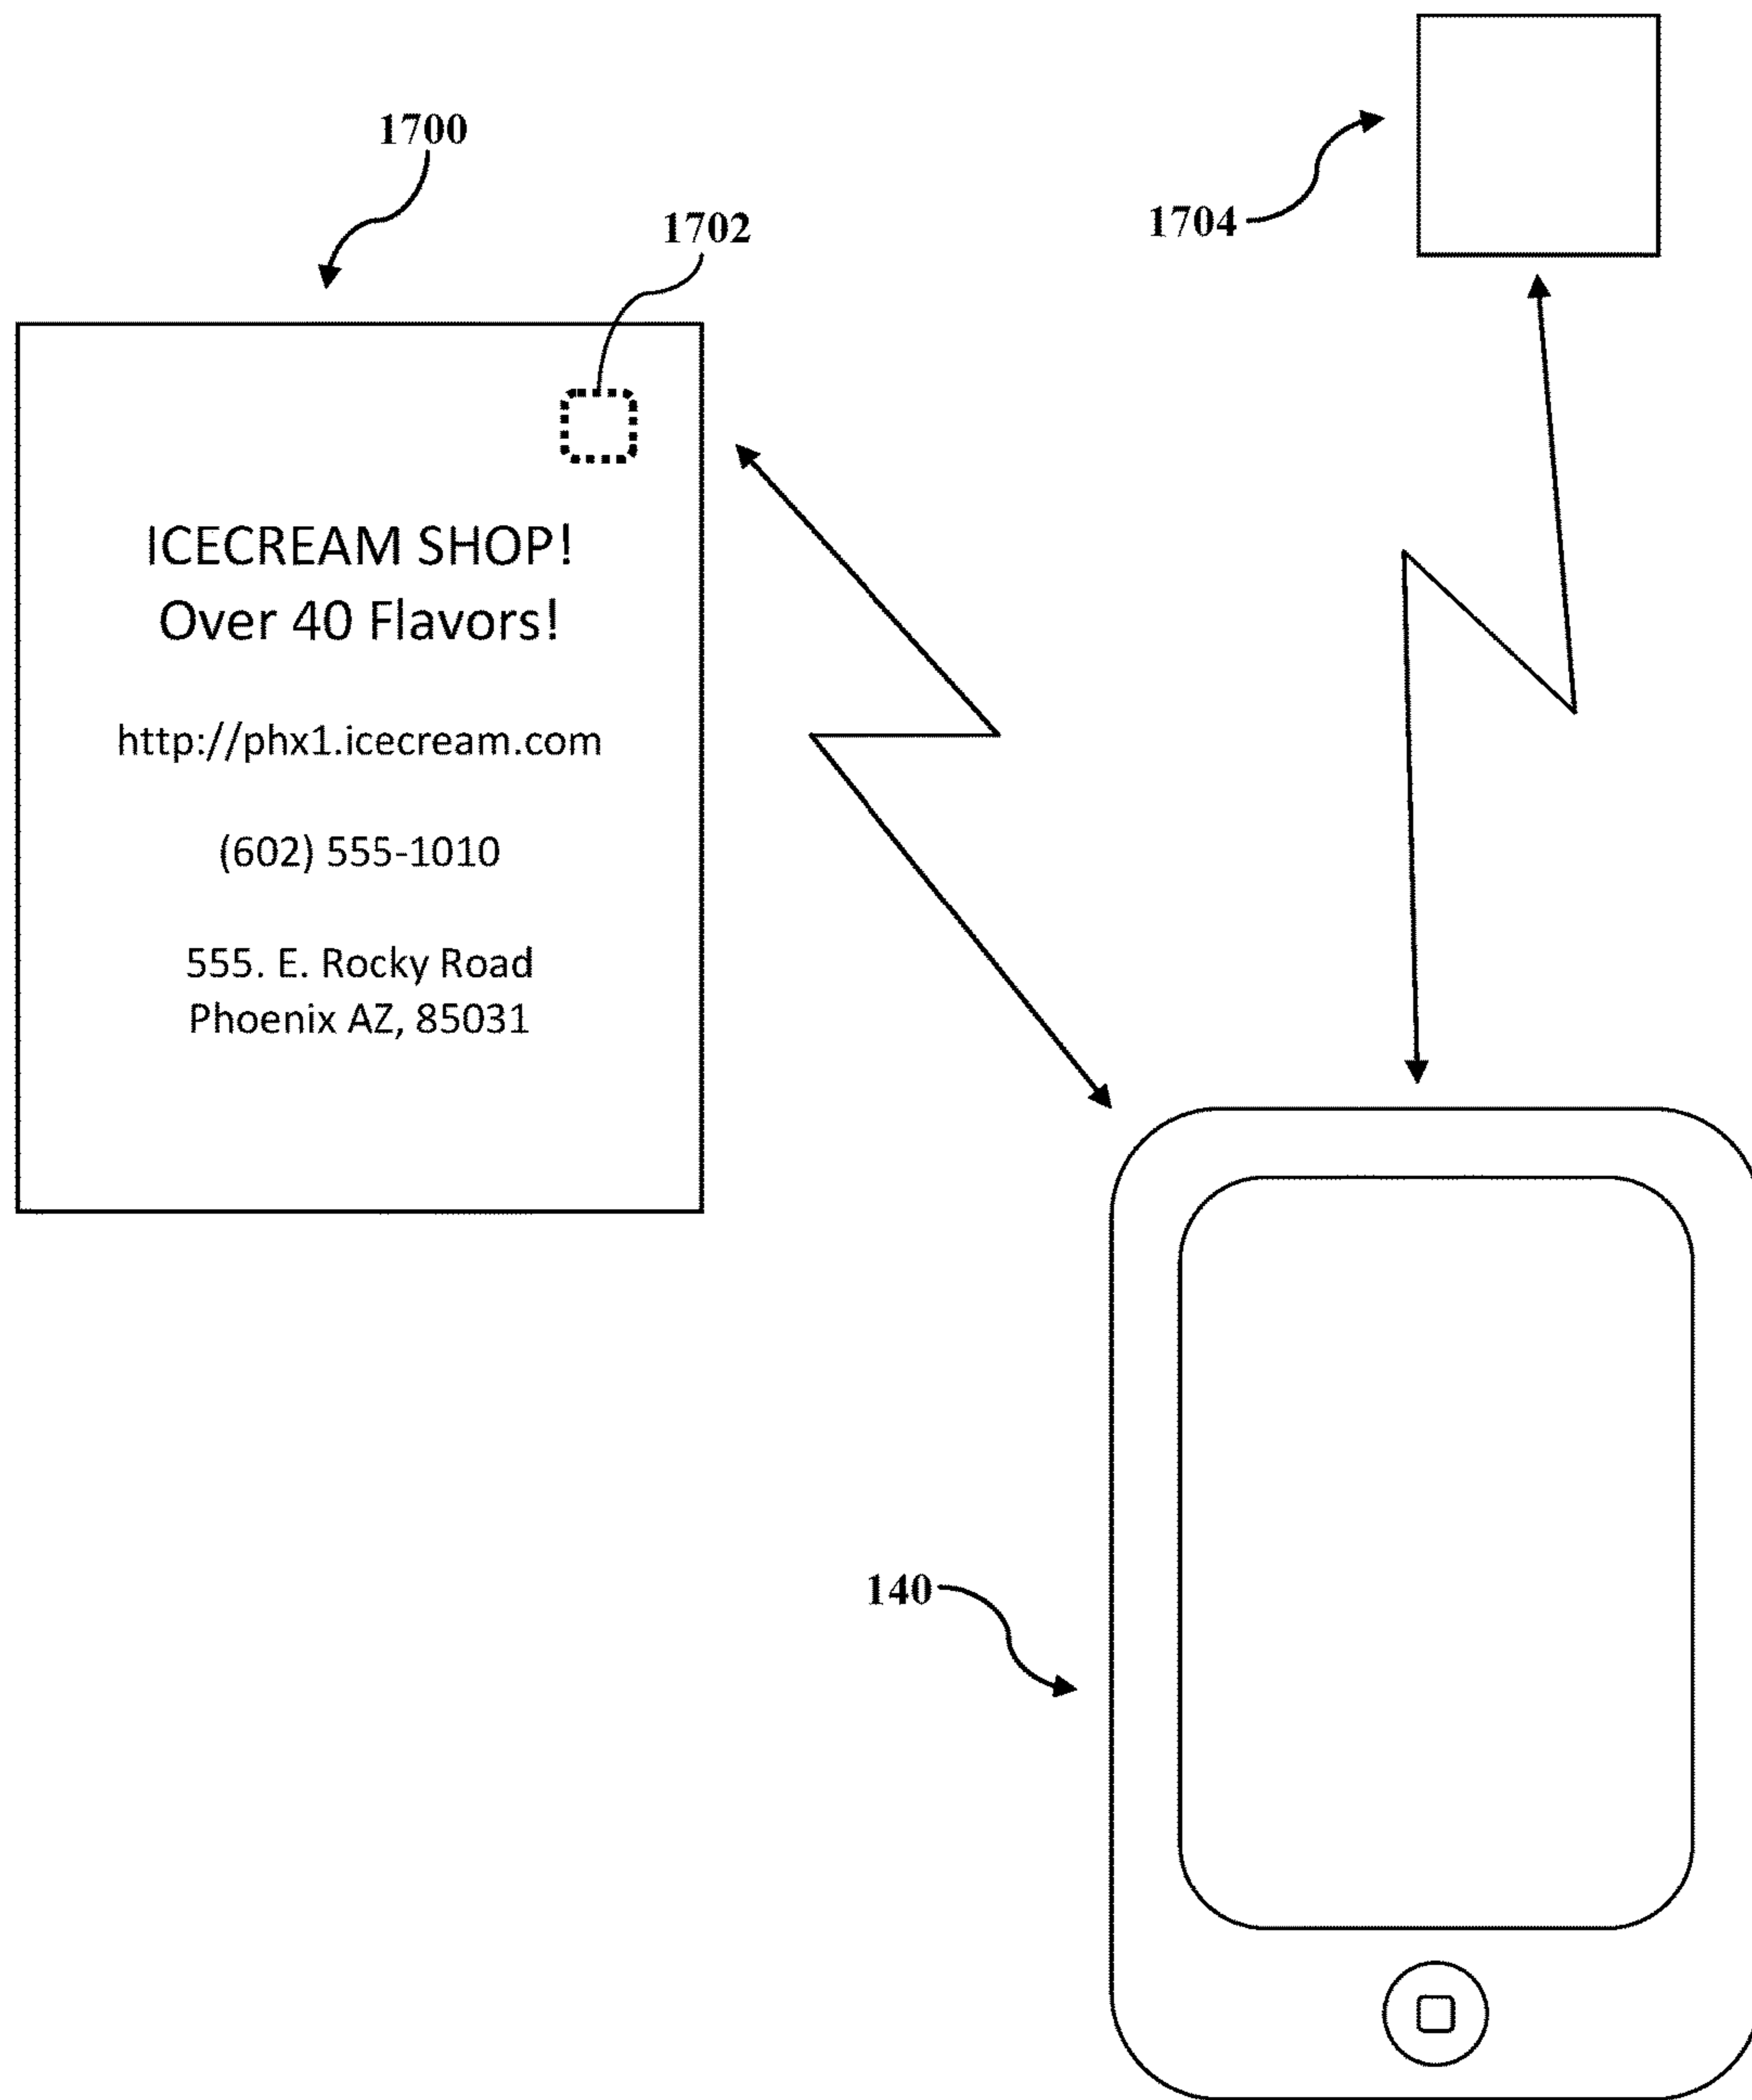 1700
1702
1704
ICECREAM SHOP!
Over 40 Flavors!
http://phx1.icecream.com
(602) 555-1010
555. E. Rocky Road
Phoenix AZ, 85031
140